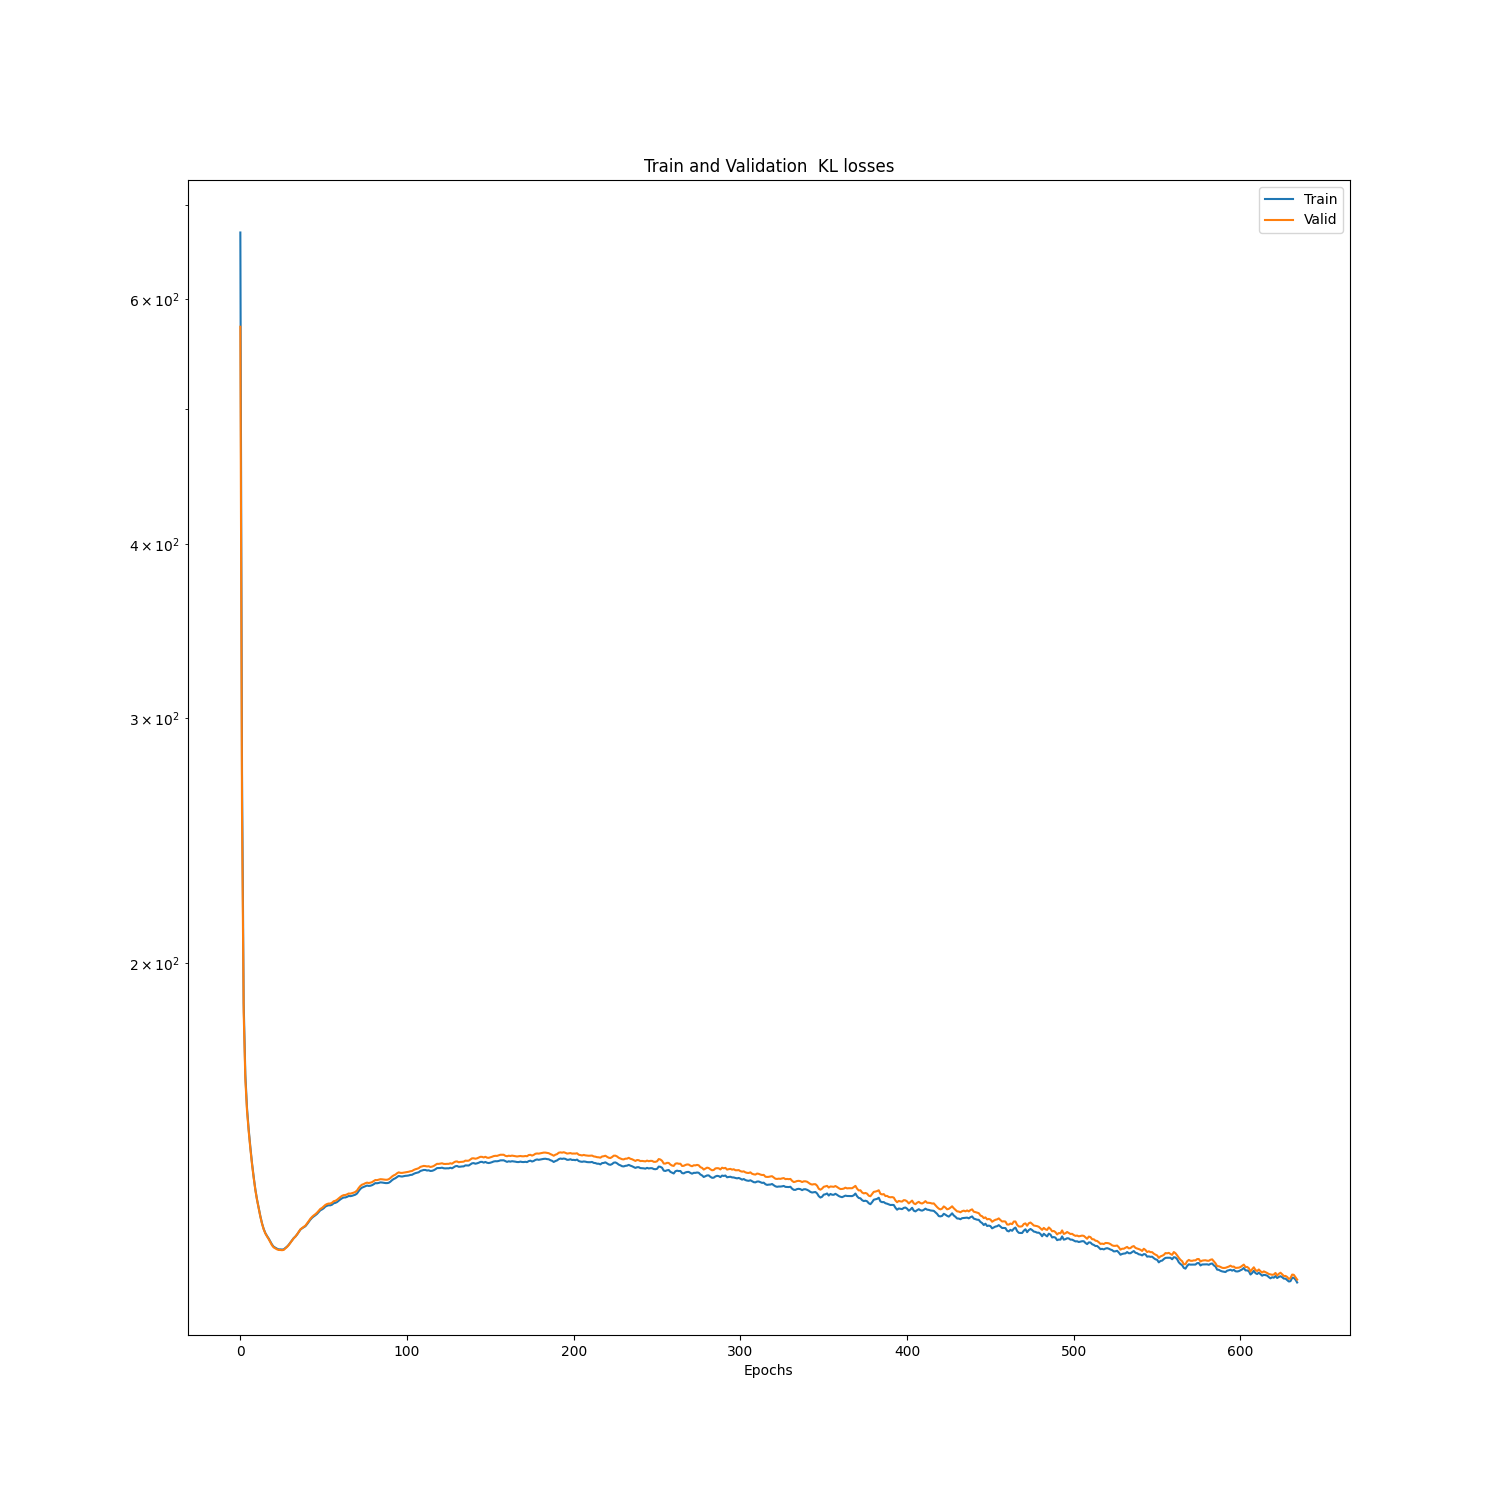 Train and Validation  KL losses
Train
Valid
6 × 10²
4 × 10²
3 × 10²
2 × 10²
0 100 200 300 400 500 600
Epochs